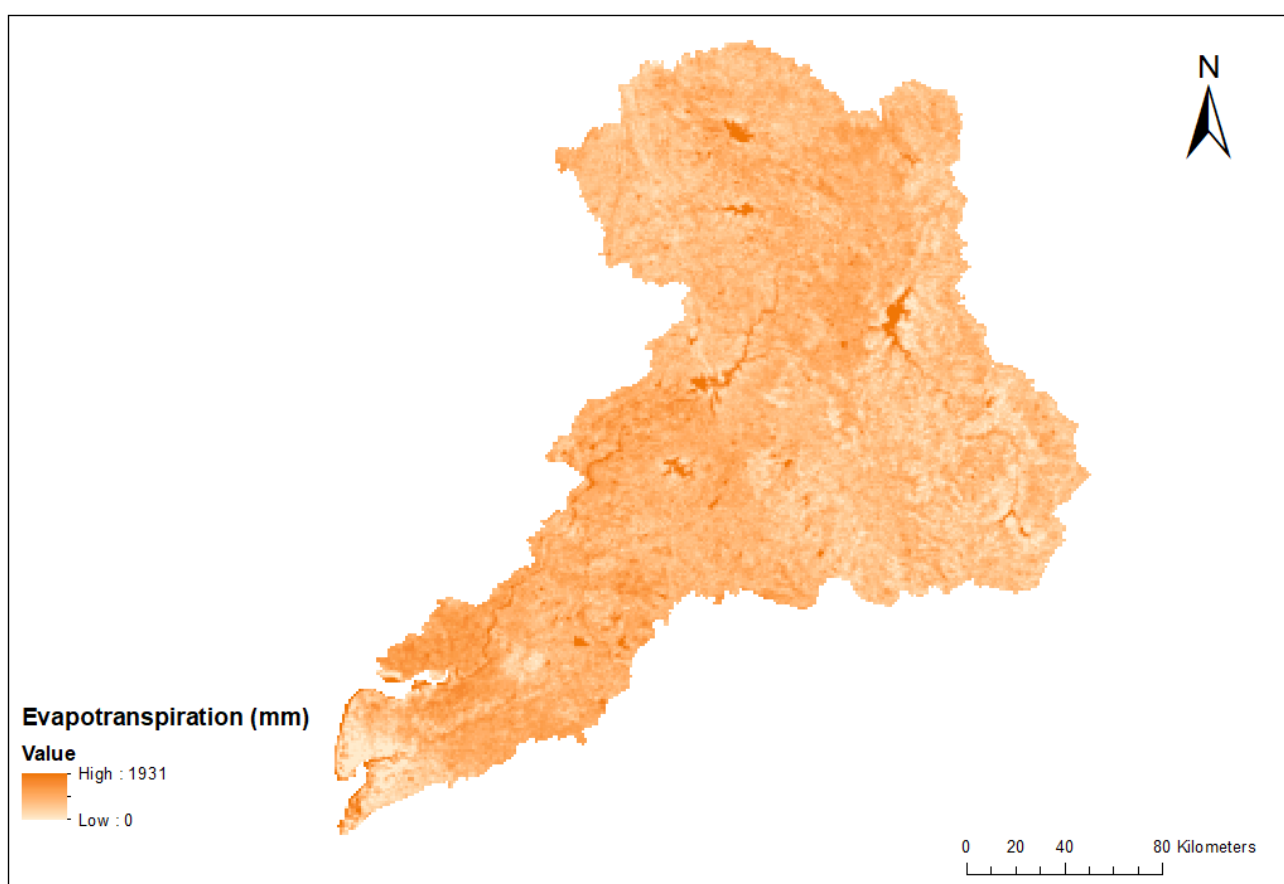 N
Evapotranspiration (mm)
Value
High : 1931
Low : 0
0 20 40 80 Kilometers